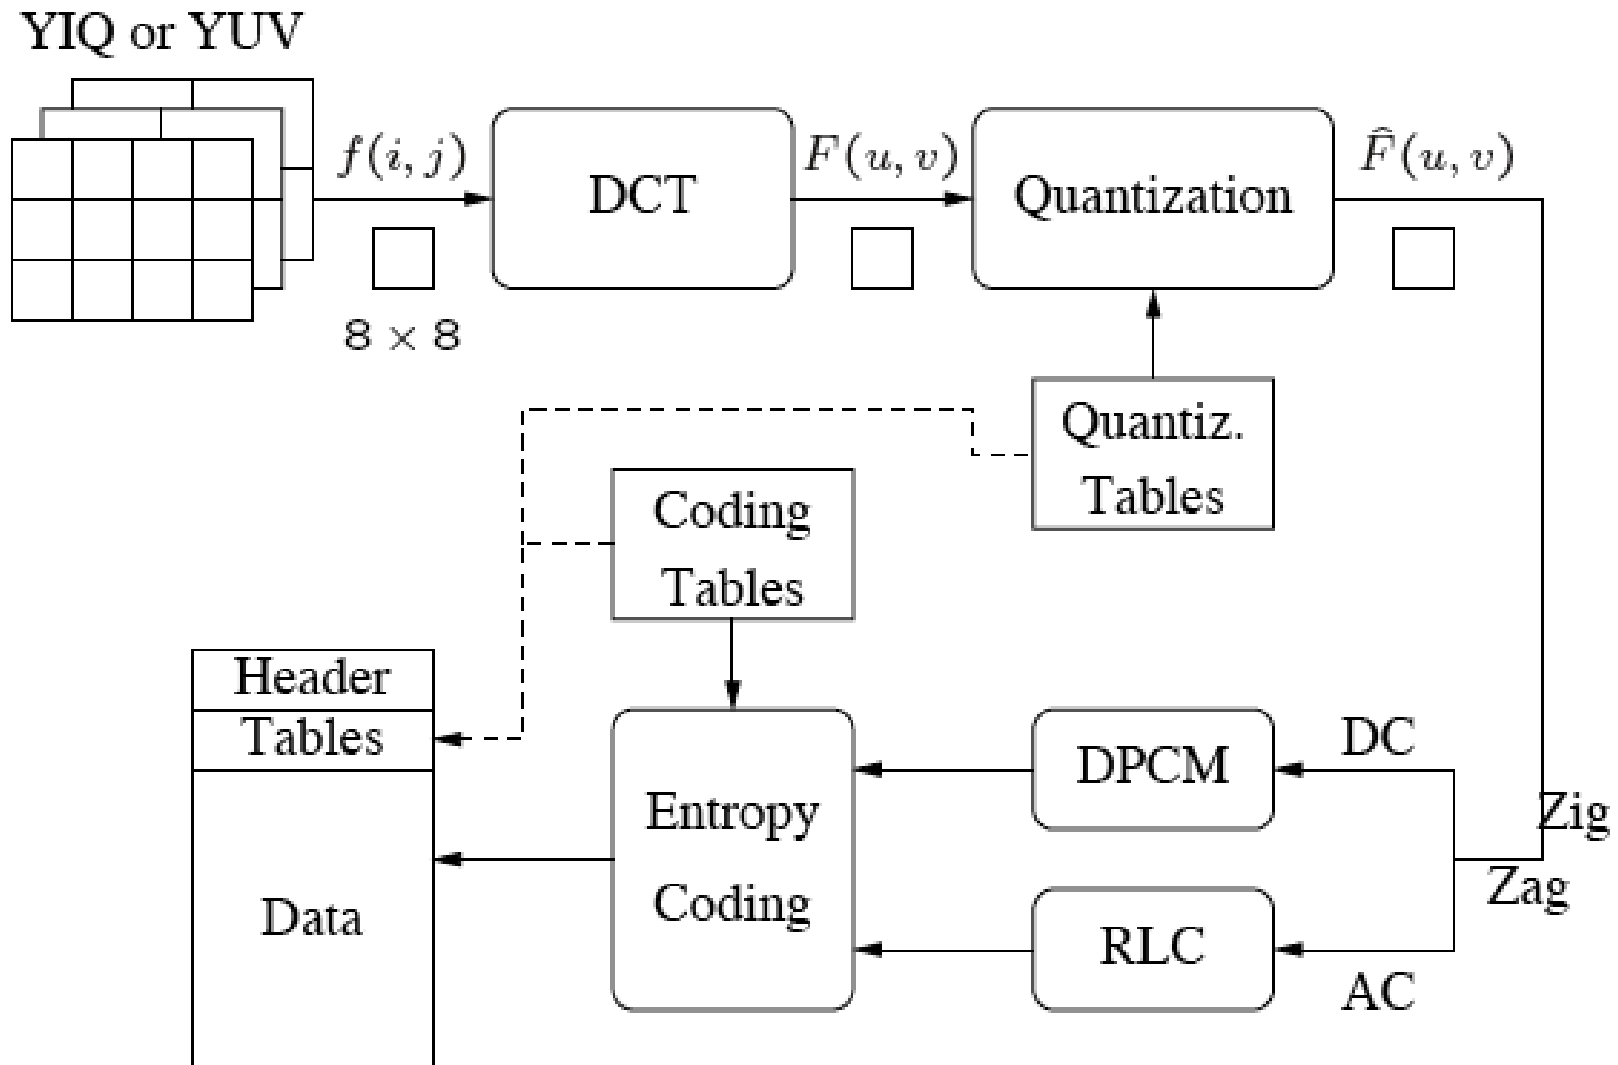 YIQ or YUV
f(i, j)
DCT
F(u, v)
Quantization
F̂(u, v)
8 × 8
Quantiz.
Tables
Coding
Tables
Header
Tables
Data
Entropy
Coding
DPCM
DC
Zig
Zag
RLC
AC